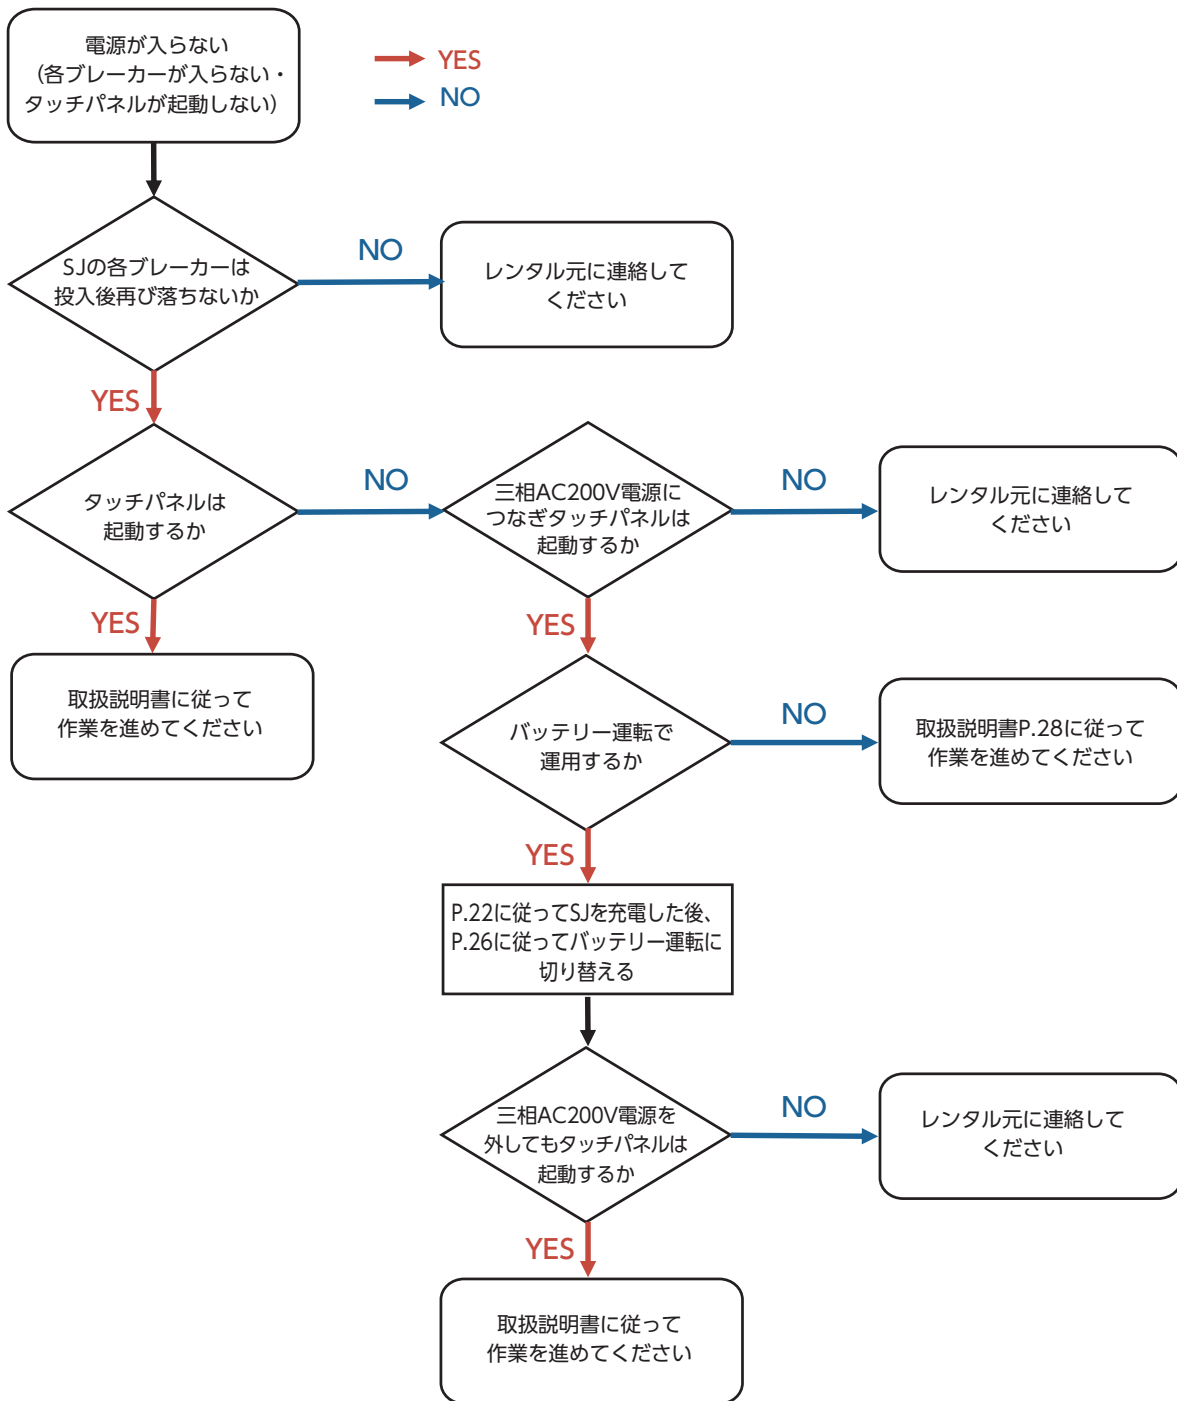 電源が入らない
（各ブレーカーが入らない・
タッチパネルが起動しない）
YES
NO
SJの各ブレーカーは
投入後再び落ちないか
NO
レンタル元に連絡して
ください
YES
タッチパネルは
起動するか
NO
三相AC200V電源に
つなぎタッチパネルは
起動するか
NO
レンタル元に連絡して
ください
YES
取扱説明書に従って
作業を進めてください
YES
バッテリー運転で
運用するか
NO
取扱説明書P.28に従って
作業を進めてください
YES
P.22に従ってSJを充電した後、
P.26に従ってバッテリー運転に
切り替える
三相AC200V電源を
外してもタッチパネルは
起動するか
NO
レンタル元に連絡して
ください
YES
取扱説明書に従って
作業を進めてください